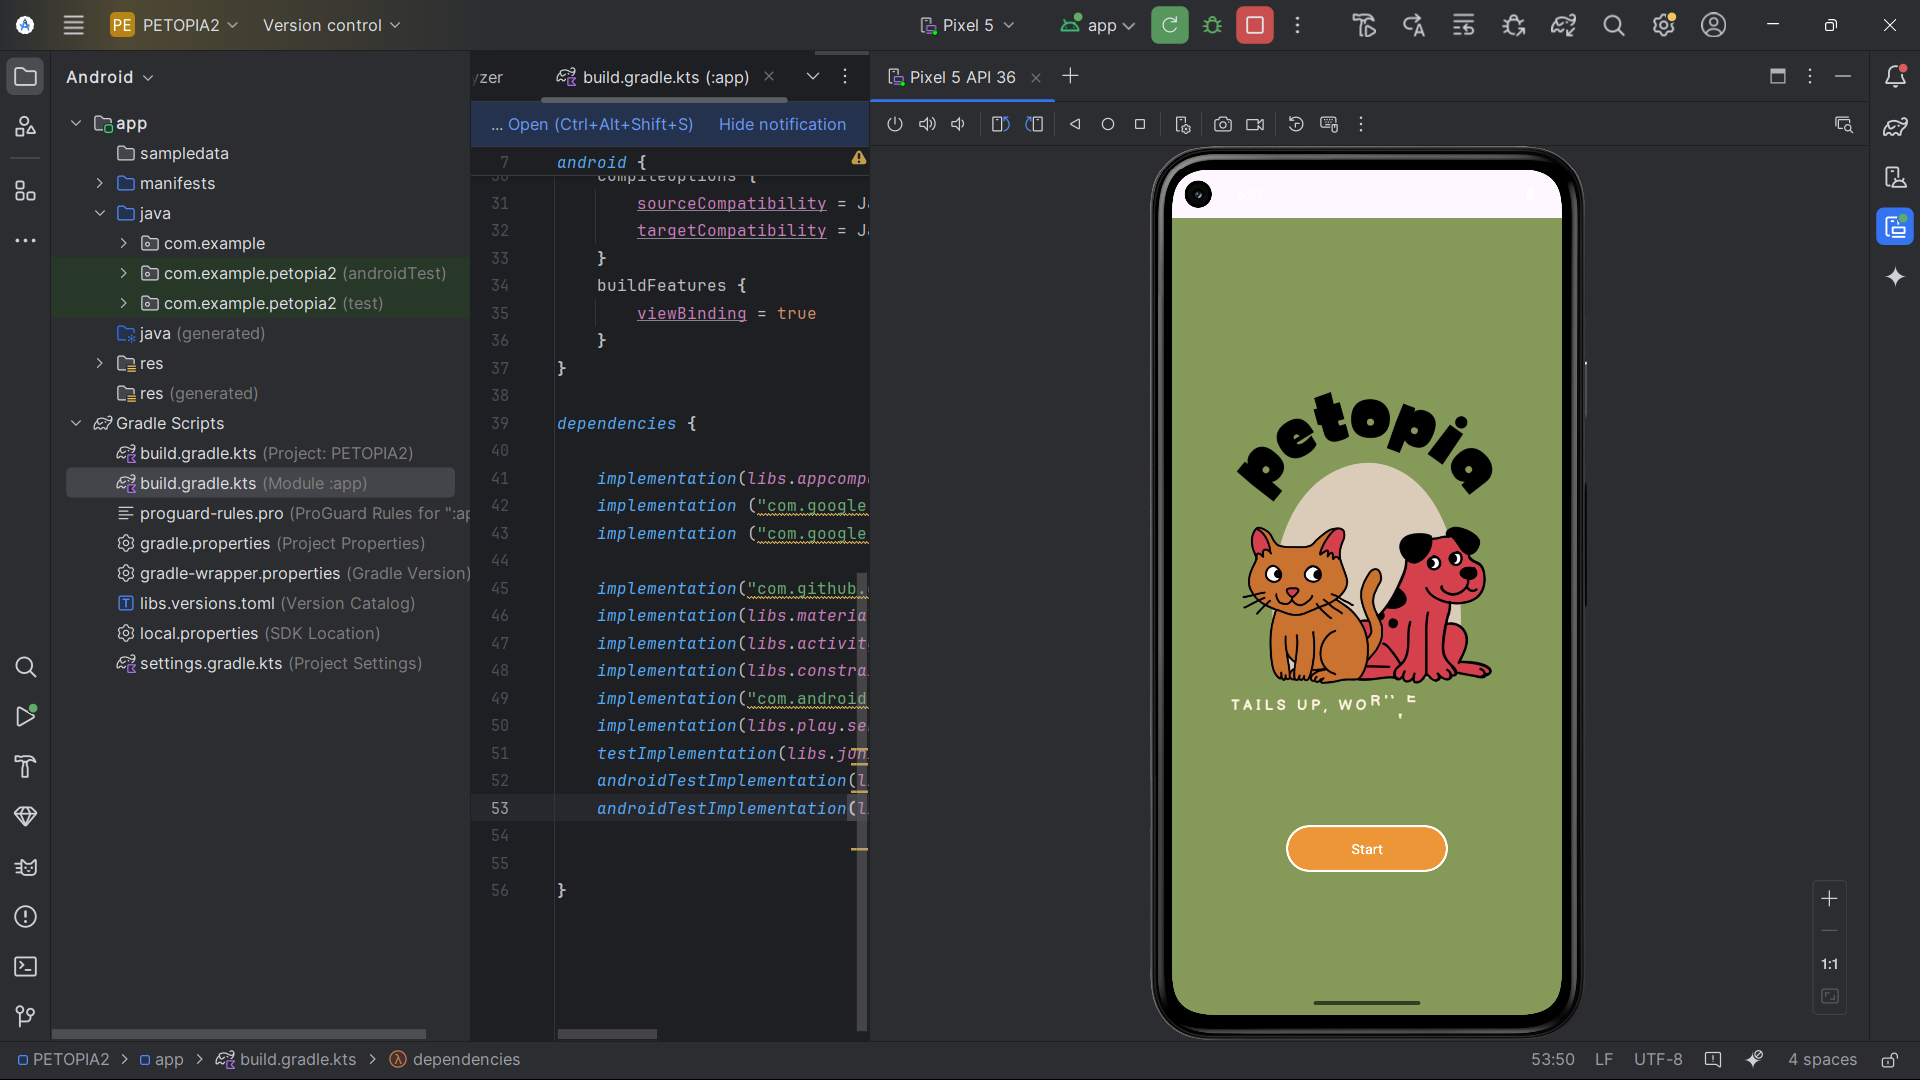 PE PETOPIA2
Version control
Pixel 5
app
Android
app
sampledata
manifests
java
com.example
com.example.petopia2 (androidTest)
com.example.petopia2 (test)
java (generated)
res
res (generated)
Gradle Scripts
build.gradle.kts (Project: PETOPIA2)
build.gradle.kts (Module :app)
proguard-rules.pro (ProGuard Rules for ":ap
gradle.properties (Project Properties)
gradle-wrapper.properties (Gradle Version)
libs.versions.toml (Version Catalog)
local.properties (SDK Location)
settings.gradle.kts (Project Settings)
yzer
build.gradle.kts (:app)
... Open (Ctrl+Alt+Shift+S) Hide notification
7 android {
31 sourceCompatibility = Ja
32 targetCompatibility = Ja
33 }
34 buildFeatures {
35 viewBinding = true
36 }
37 }
38
39 dependencies {
40
41 implementation(libs.appcomp
42 implementation ("com.google
43 implementation ("com.google
44
45 implementation("com.github.
46 implementation(libs.materia
47 implementation(libs.activit
48 implementation(libs.constra
49 implementation("com.android
50 implementation(libs.play.se
51 testImplementation(libs.jun
52 androidTestImplementation(l
53 androidTestImplementation(l
54
55
56 }
Pixel 5 API 36
petopia
TAILS UP, WOR
Start
1:1
PETOPIA2 > app > build.gradle.kts > dependencies
53:50 LF UTF-8 4 spaces